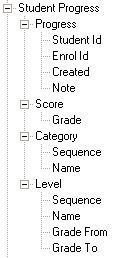 Student Progress
Progress
Student Id
Enrol Id
Created
Note
Score
Grade
Category
Sequence
Name
Level
Sequence
Name
Grade From
Grade To